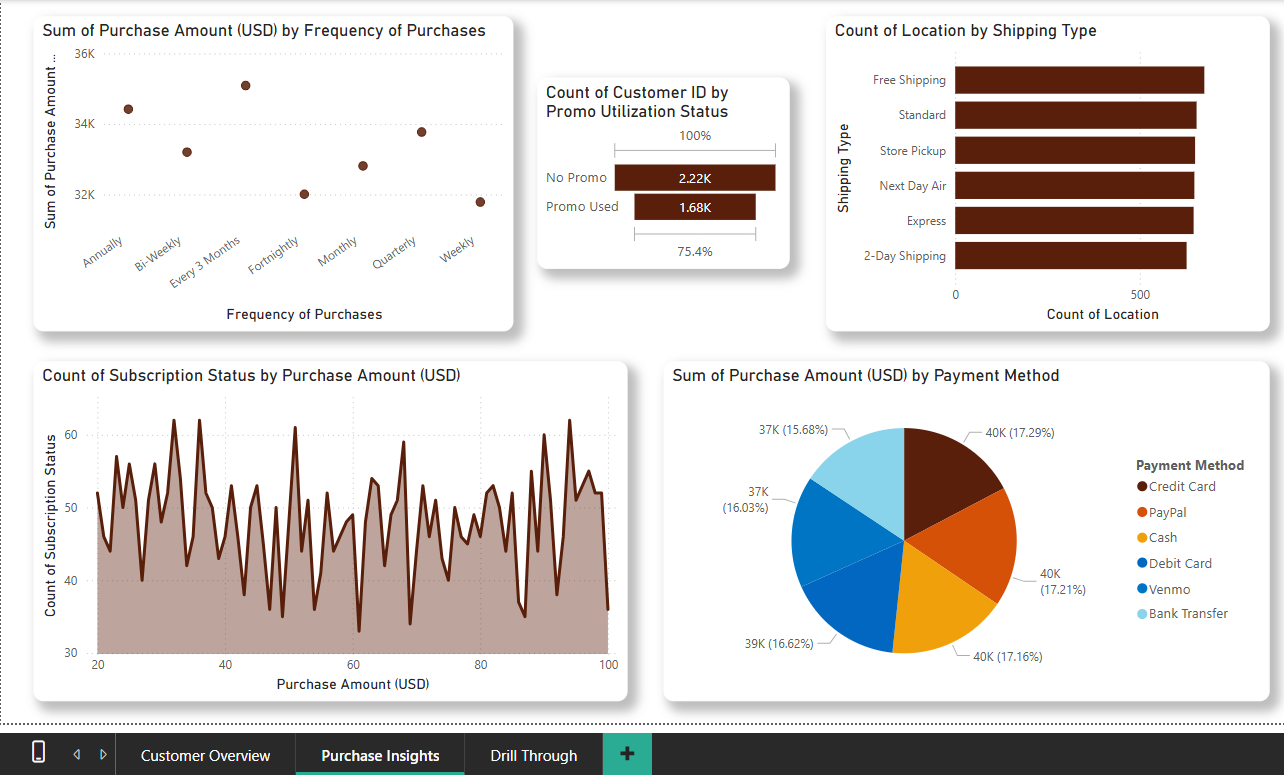 Sum of Purchase Amount (USD) by Frequency of Purchases
Sum of Purchase Amount ...
36K
34K
32K
Annually
Bi-Weekly
Every 3 Months
Fortnightly
Monthly
Quarterly
Weekly
Frequency of Purchases
Count of Customer ID by
Promo Utilization Status
100%
No Promo
2.22K
Promo Used
1.68K
75.4%
Count of Location by Shipping Type
Shipping Type
Free Shipping
Standard
Store Pickup
Next Day Air
Express
2-Day Shipping
0
500
Count of Location
Count of Subscription Status by Purchase Amount (USD)
Count of Subscription Status
60
50
40
30
20
40
60
80
100
Purchase Amount (USD)
Sum of Purchase Amount (USD) by Payment Method
37K (15.68%)
40K (17.29%)
37K
(16.03%)
40K
(17.21%)
39K (16.62%)
40K (17.16%)
Payment Method
Credit Card
PayPal
Cash
Debit Card
Venmo
Bank Transfer
Customer Overview
Purchase Insights
Drill Through
+